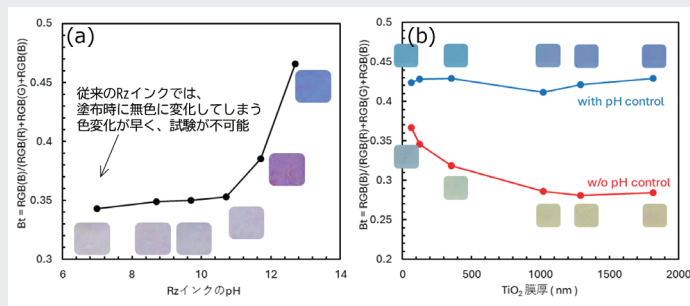 (a)
Bt = RGB(B)/(RGB(R)+RGB(G)+RGB(B))
0.5
0.45
0.4
0.35
0.3
従来のRzインクでは、
塗布時に無色に変化してしまう
色変化が早く、試験が不可能
6
8
10
12
14
RzインクのpH
(b)
Bt = RGB(B)/(RGB(R)+RGB(G)+RGB(B))
0.5
0.45
0.4
0.35
0.3
0.25
0.2
with pH control
w/o pH control
0
500
1000
1500
2000
TiO₂ 膜厚 ( nm )